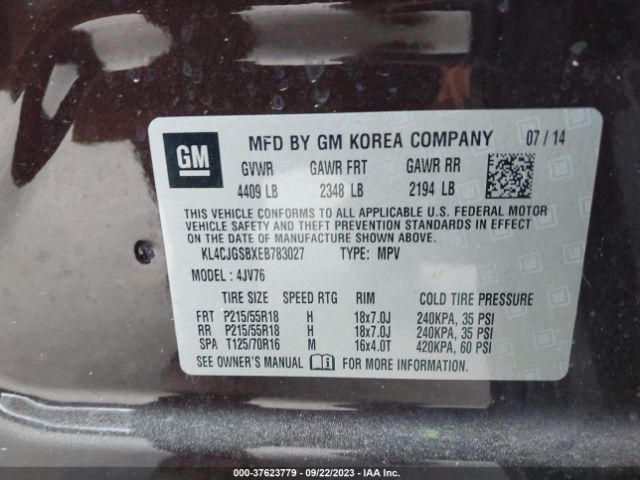 GM MFD BY GM KOREA COMPANY 07/14
GVWR GAWR FRT GAWR RR
4409 LB 2348 LB 2194 LB
THIS VEHICLE CONFORMS TO ALL APPLICABLE U.S. FEDERAL MOTOR
VEHICLE SAFETY AND THEFT PREVENTION STANDARDS IN EFFECT ON
THE DATE OF MANUFACTURE SHOWN ABOVE.
KL4CJGSBXEB783027 TYPE: MPV
MODEL: 4JV76
TIRE SIZE SPEED RTG RIM COLD TIRE PRESSURE
FRT P215/55R18 H 18x7.0J 240KPA, 35 PSI
RR P215/55R18 H 18x7.0J 240KPA, 35 PSI
SPA T125/70R16 M 16x4.0T 420KPA, 60 PSI
SEE OWNER'S MANUAL FOR MORE INFORMATION.
000-37623779 - 09/22/2023 - IAA Inc.